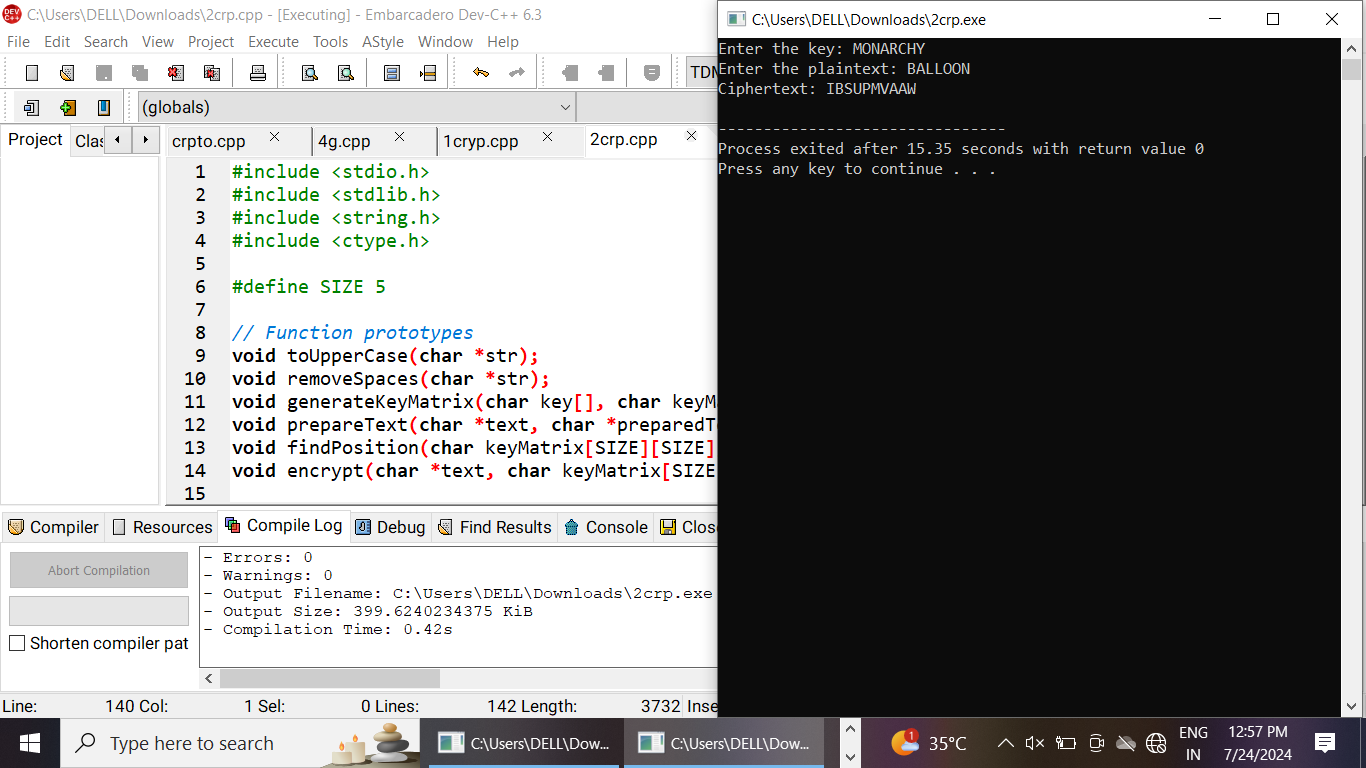 C:\Users\DELL\Downloads\2crp.cpp - [Executing] - Embarcadero Dev-C++ 6.3
File Edit Search View Project Execute Tools AStyle Window Help
TDM
(globals)
Project Clas
crpto.cpp 4g.cpp 1cryp.cpp 2crp.cpp
1 #include <stdio.h>
2 #include <stdlib.h>
3 #include <string.h>
4 #include <ctype.h>
5
6 #define SIZE 5
7
8 // Function prototypes
9 void toUpperCase(char *str);
10 void removeSpaces(char *str);
11 void generateKeyMatrix(char key[], char keyM
12 void prepareText(char *text, char *preparedT
13 void findPosition(char keyMatrix[SIZE][SIZE]
14 void encrypt(char *text, char keyMatrix[SIZE
15
Compiler Resources Compile Log Debug Find Results Console Clos
Abort Compilation
Shorten compiler pat
- Errors: 0
- Warnings: 0
- Output Filename: C:\Users\DELL\Downloads\2crp.exe
- Output Size: 399.6240234375 KiB
- Compilation Time: 0.42s
Line: 140 Col: 1 Sel: 0 Lines: 142 Length: 3732 Inse
C:\Users\DELL\Downloads\2crp.exe
Enter the key: MONARCHY
Enter the plaintext: BALLOON
Ciphertext: IBSUPMVAAW
--------------------------------
Process exited after 15.35 seconds with return value 0
Press any key to continue . . .
Type here to search
C:\Users\DELL\Dow...
C:\Users\DELL\Dow...
1
35°C
ENG
IN
12:57 PM
7/24/2024